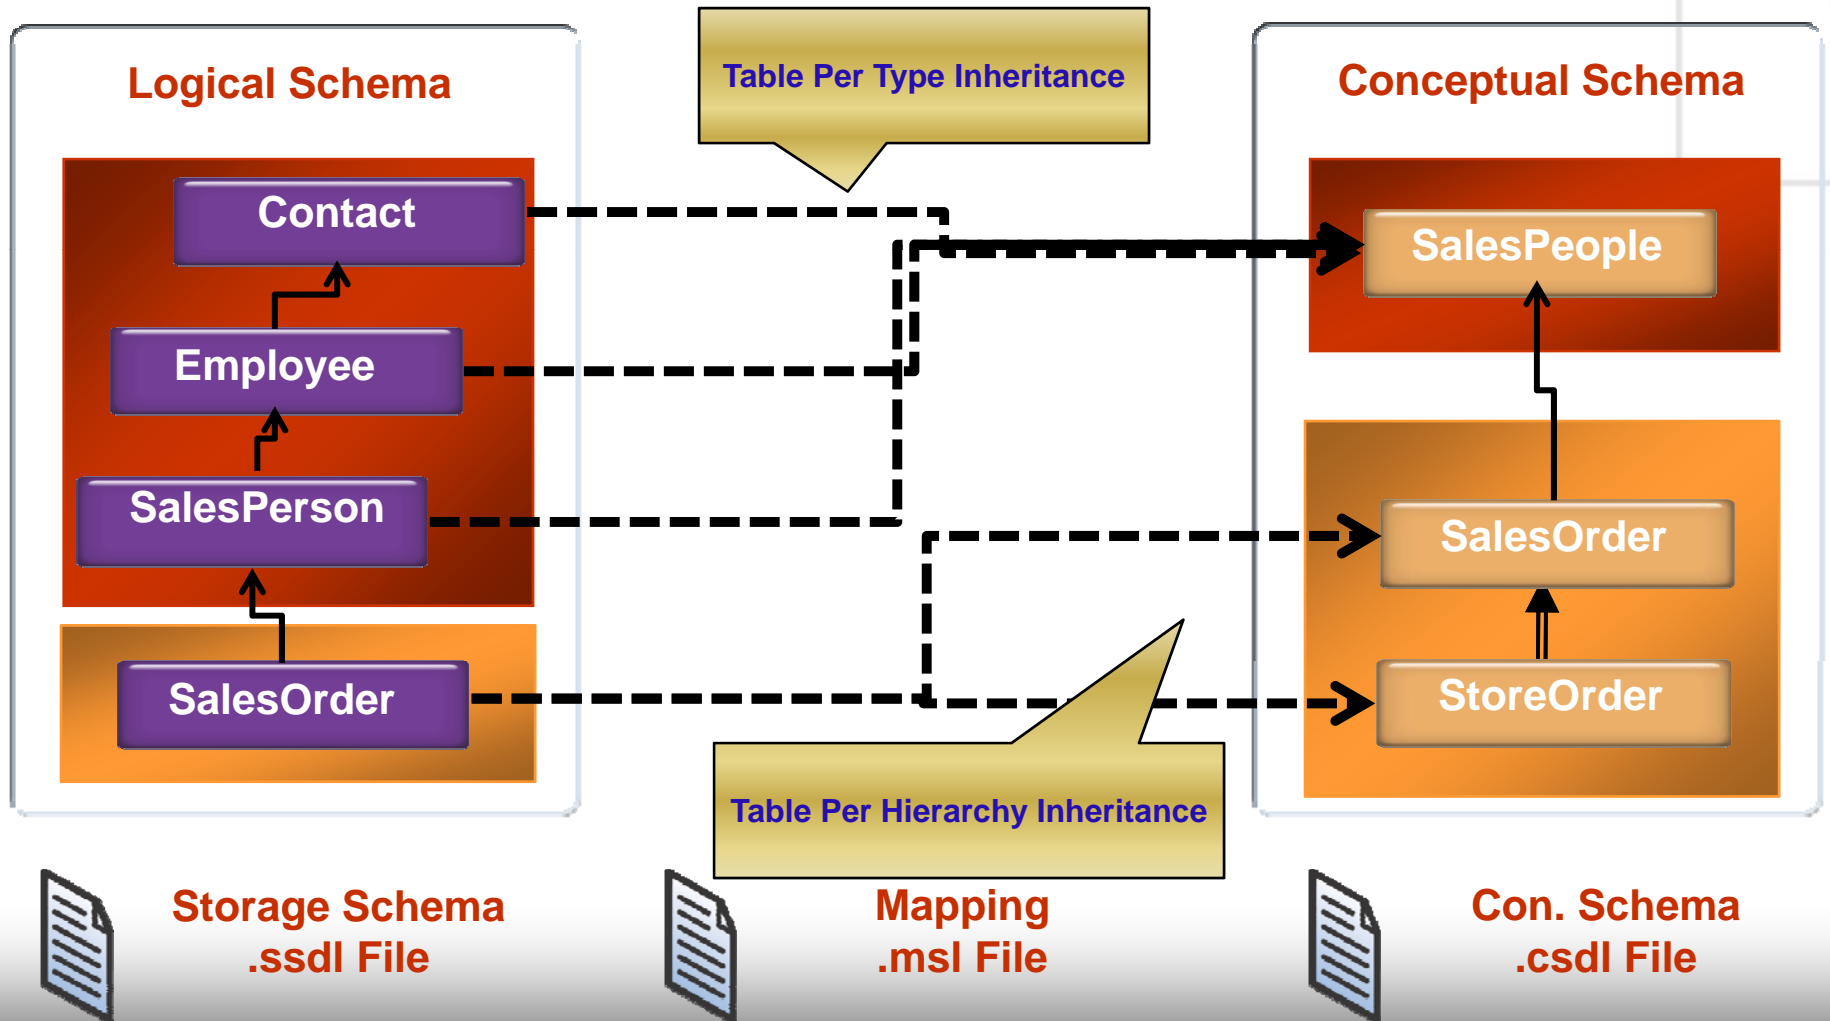 Logical Schema
Contact
Employee
SalesPerson
SalesOrder
Table Per Type Inheritance
Table Per Hierarchy Inheritance
Conceptual Schema
SalesPeople
SalesOrder
StoreOrder
Storage Schema
.ssdl File
Mapping
.msl File
Con. Schema
.csdl File